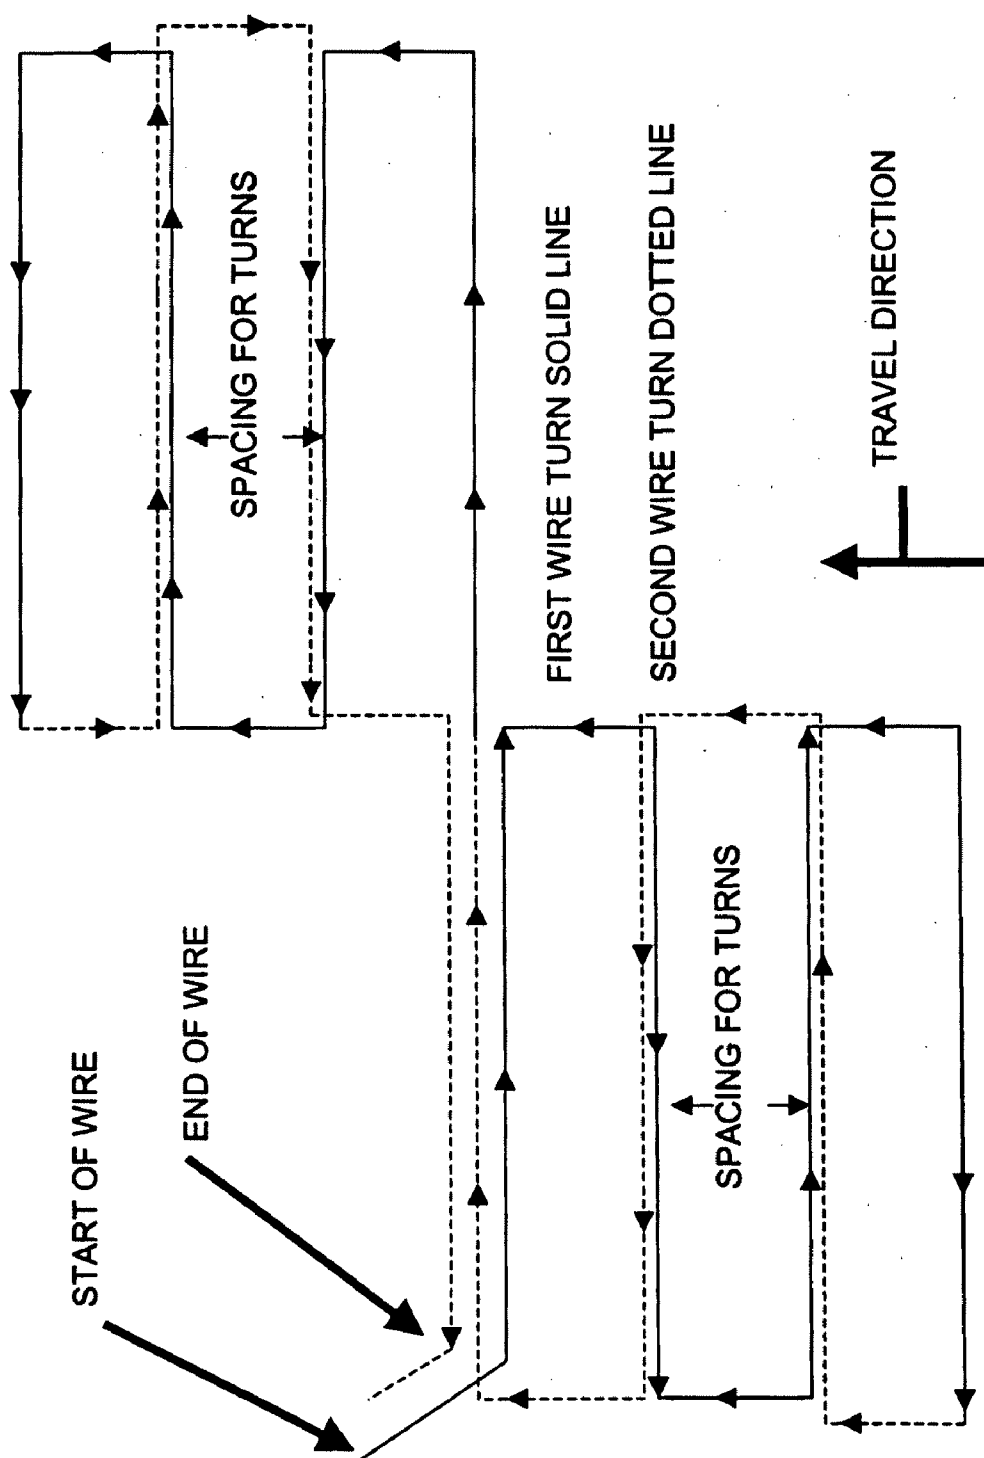 START OF WIRE
END OF WIRE
SPACING FOR TURNS
SPACING FOR TURNS
FIRST WIRE TURN SOLID LINE
SECOND WIRE TURN DOTTED LINE
TRAVEL DIRECTION